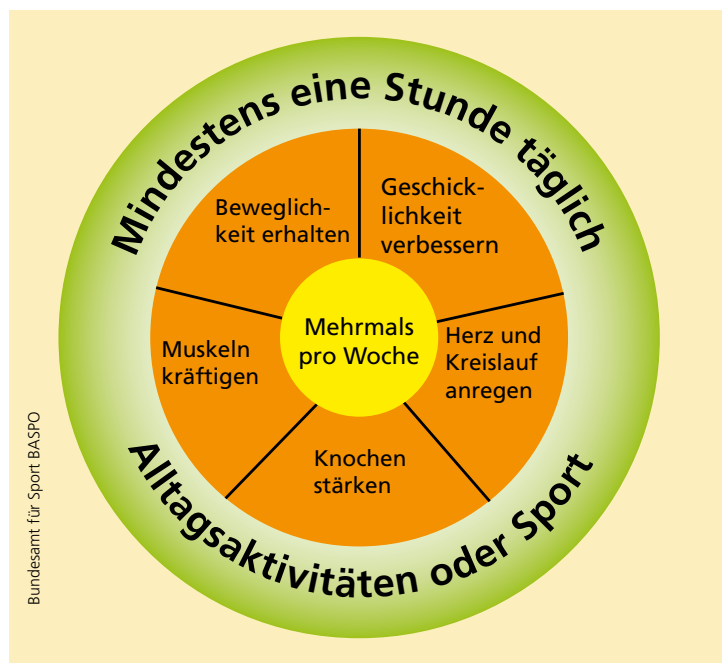 Mindestens eine Stunde täglich
Geschick-
lichkeit
verbessern
Beweglich-
keit erhalten
Mehrmals
pro Woche
Herz und
Kreislauf
anregen
Muskeln
kräftigen
Knochen
stärken
Alltagsaktivitäten oder Sport
Bundesamt für Sport BASPO